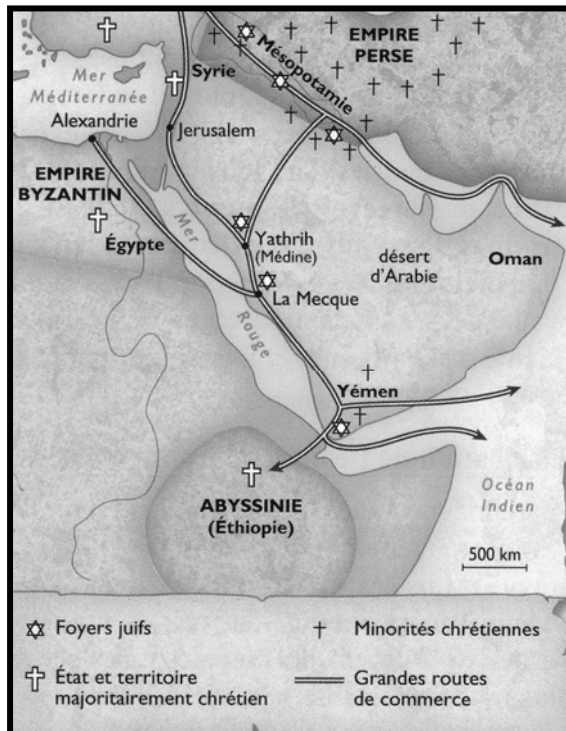 EMPIRE
PERSE
Mésopotamie
Syrie
Mer
Méditerranée
Alexandrie
Jerusalem
EMPIRE
BYZANTIN
Égypte
Mer
Rouge
Yathrih
(Médine)
désert
d'Arabie
Oman
La Mecque
Yémen
ABYSSINIE
(Éthiopie)
Océan
Indien
500 km
Foyers juifs
Minorités chrétiennes
État et territoire
majoritairement chrétien
Grandes routes
de commerce